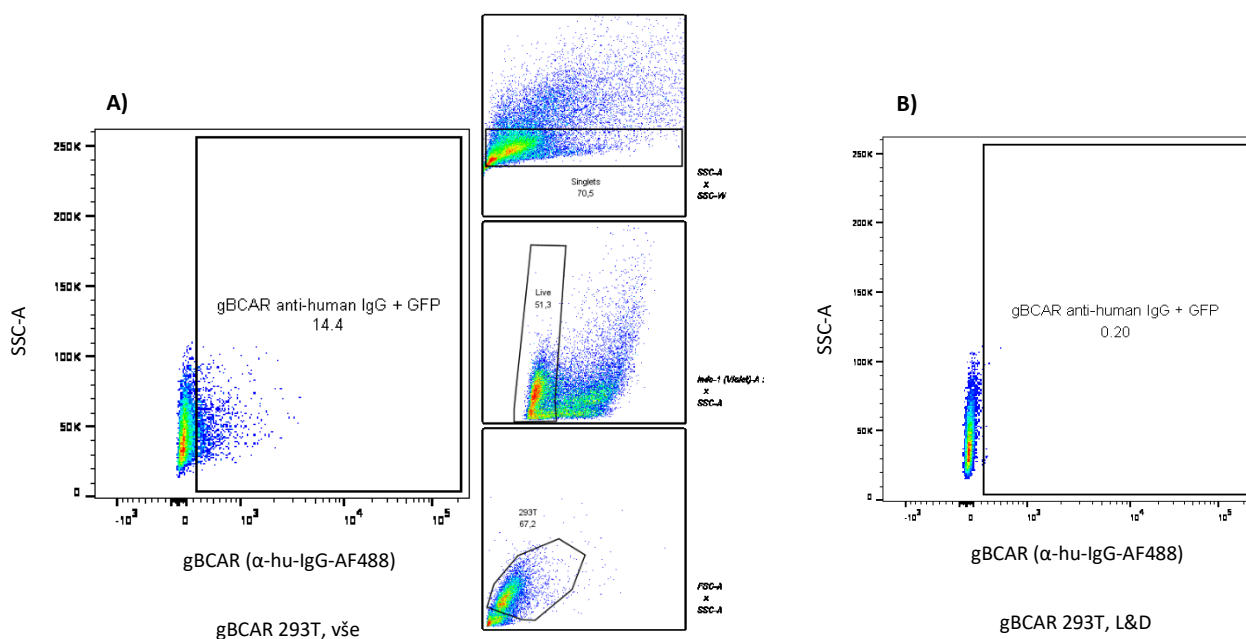 A)
250K
200K
150K
100K
50K
0
-10³ 0 10³ 10⁴ 10⁵
SSC-A
gBCAR anti-human IgG + GFP
14.4
gBCAR (α-hu-IgG-AF488)
gBCAR 293T, vše
Singlets
70,5
SSC-A
x
SSC-W
Live
51,3
Indo-1 (Violet)-A :
x
SSC-A
293T
67,2
FSC-A
x
SSC-A
B)
250K
200K
150K
100K
50K
0
-10³ 0 10³ 10⁴ 10⁵
SSC-A
gBCAR anti-human IgG + GFP
0.20
gBCAR (α-hu-IgG-AF488)
gBCAR 293T, L&D